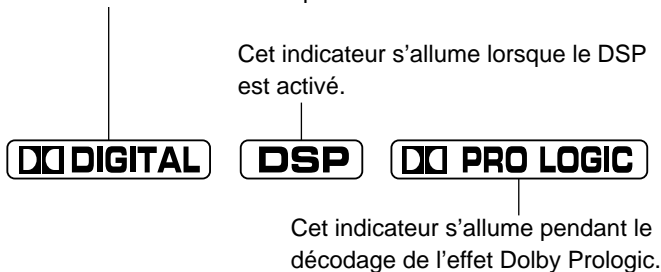 Cet indicateur s'allume lorsque le DSP
est activé.
DIGITAL DSP PRO LOGIC
Cet indicateur s'allume pendant le
décodage de l'effet Dolby Prologic.